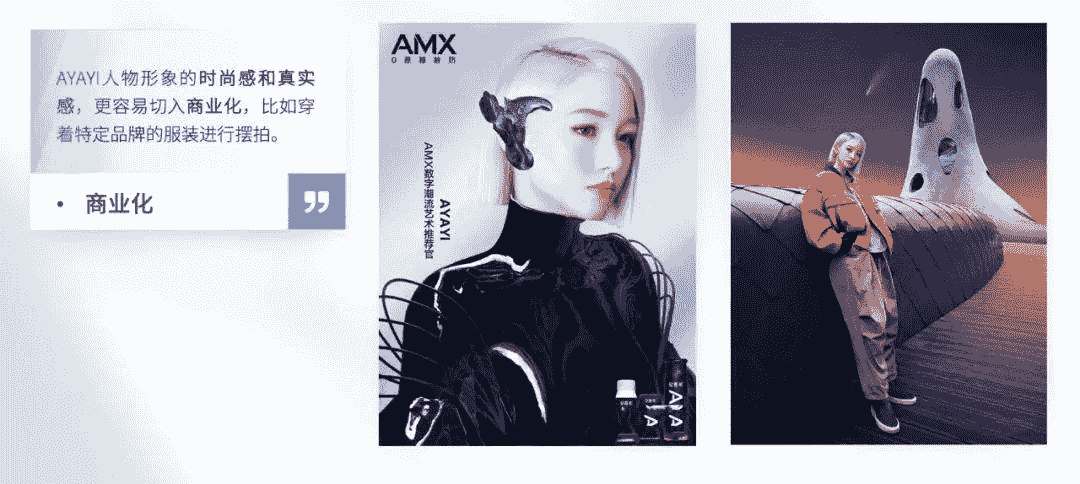 AYAYI人物形象的时尚感和真实
感，更容易切入商业化，比如穿
着特定品牌的服装进行摆拍。
• 商业化
AMX
AMX数字潮流艺术推荐官
AYAYI